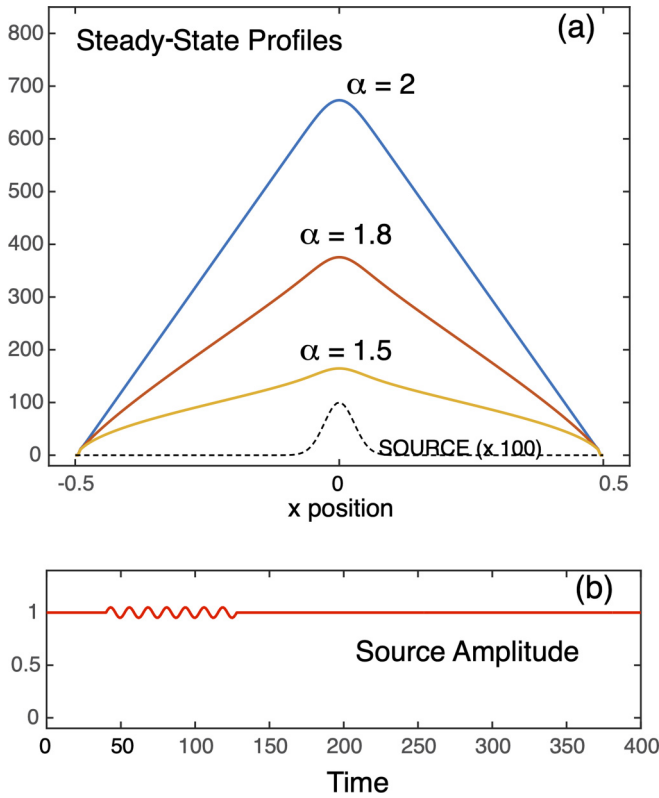 800
Steady-State Profiles
(a)
700
α = 2
600
500
400
α = 1.8
300
200
α = 1.5
100
SOURCE (x 100)
0
-0.5
0
0.5
x position
(b)
1
0.5
Source Amplitude
0
0
50
100
150
200
250
300
350
400
Time